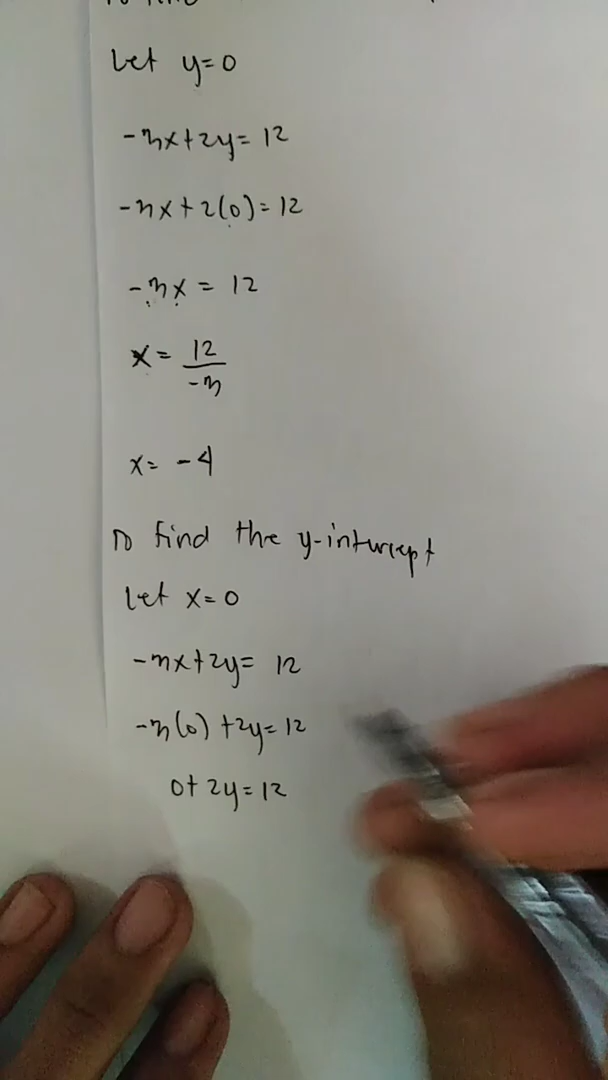 Let y=0
-3x+2y=12
-3x+2(0)=12
-3x = 12
x = 12/-3
x= -4
To find the y-intercept
Let x=0
-3x+2y= 12
-3(0) +2y=12
0+ 2y=12